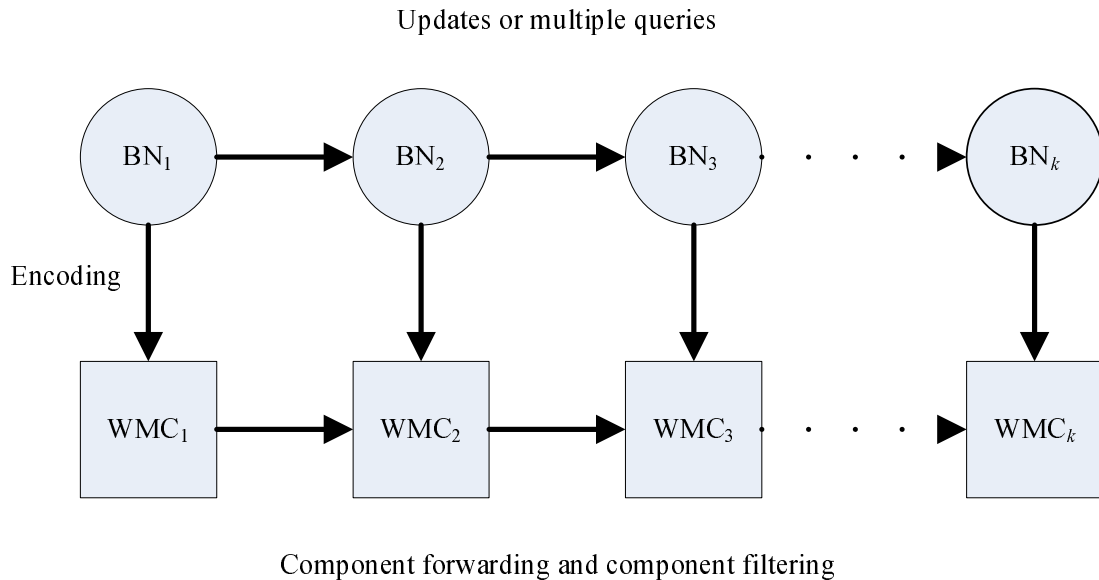 Updates or multiple queries
BN₁ BN₂ BN₃ BNₖ
Encoding
WMC₁ WMC₂ WMC₃ WMCₖ
Component forwarding and component filtering